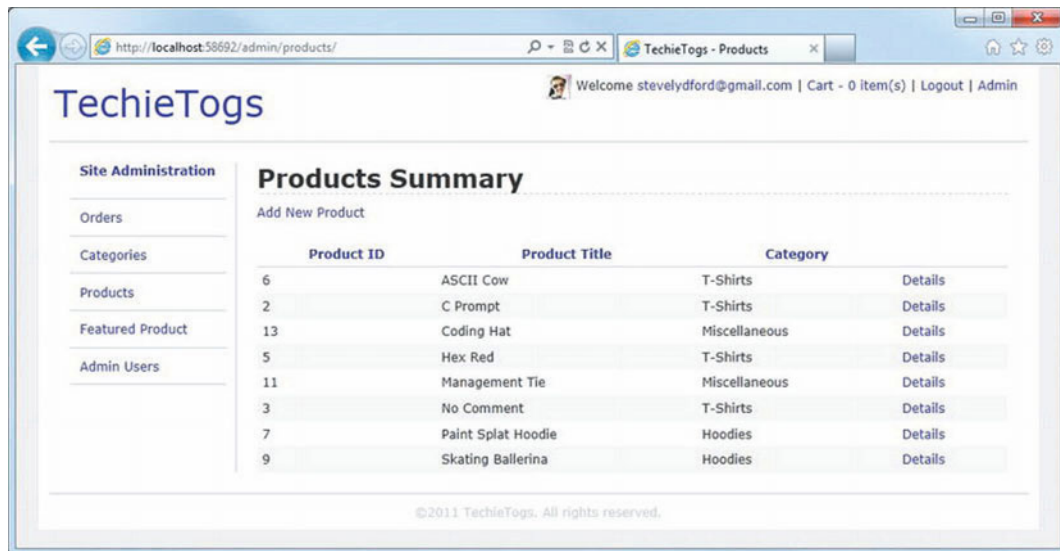 http://localhost:58692/admin/products/
TechieTogs - Products
TechieTogs
Welcome stevelydford@gmail.com | Cart - 0 item(s) | Logout | Admin
Site Administration
Orders
Categories
Products
Featured Product
Admin Users
Products Summary
Add New Product
Product ID Product Title Category
6 ASCII Cow T-Shirts Details
2 C Prompt T-Shirts Details
13 Coding Hat Miscellaneous Details
5 Hex Red T-Shirts Details
11 Management Tie Miscellaneous Details
3 No Comment T-Shirts Details
7 Paint Splat Hoodie Hoodies Details
9 Skating Ballerina Hoodies Details
©2011 TechieTogs. All rights reserved.